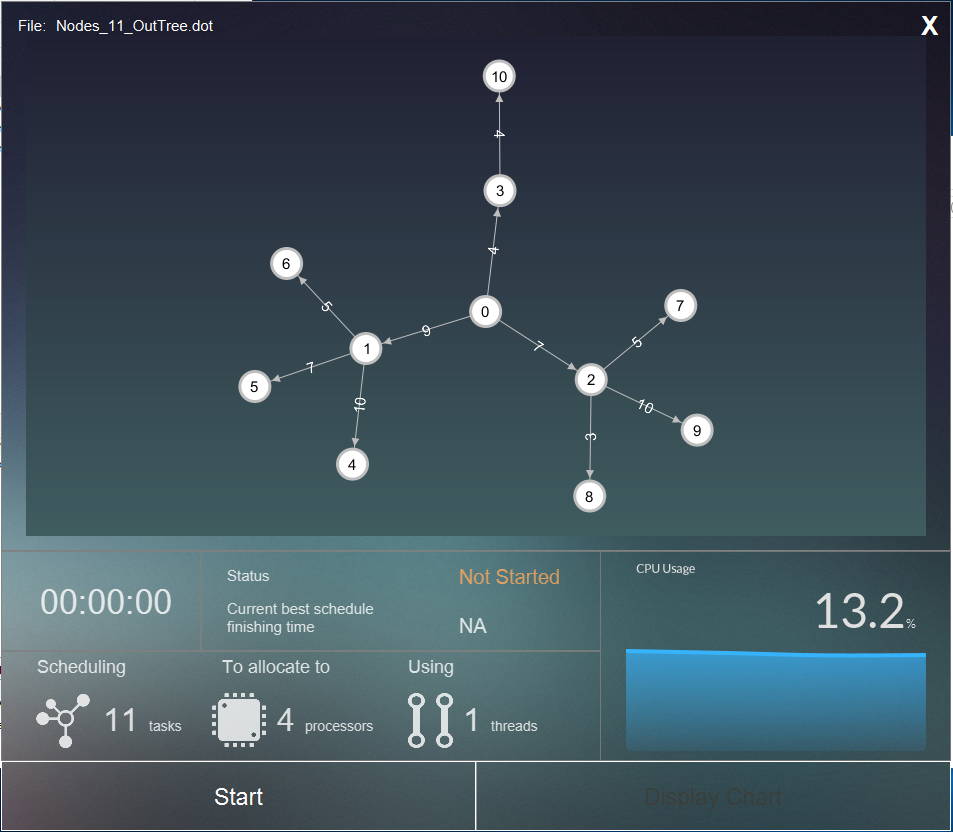 File: Nodes_11_OutTree.dot
X
10
4
3
4
6
5
0
7
9
7
5
1
7
2
5
10
10
9
3
4
8
00:00:00
Status
Not Started
Current best schedule
finishing time
NA
CPU Usage
13.2%
Scheduling
To allocate to
Using
11 tasks
4 processors
1 threads
Start
Display Chart